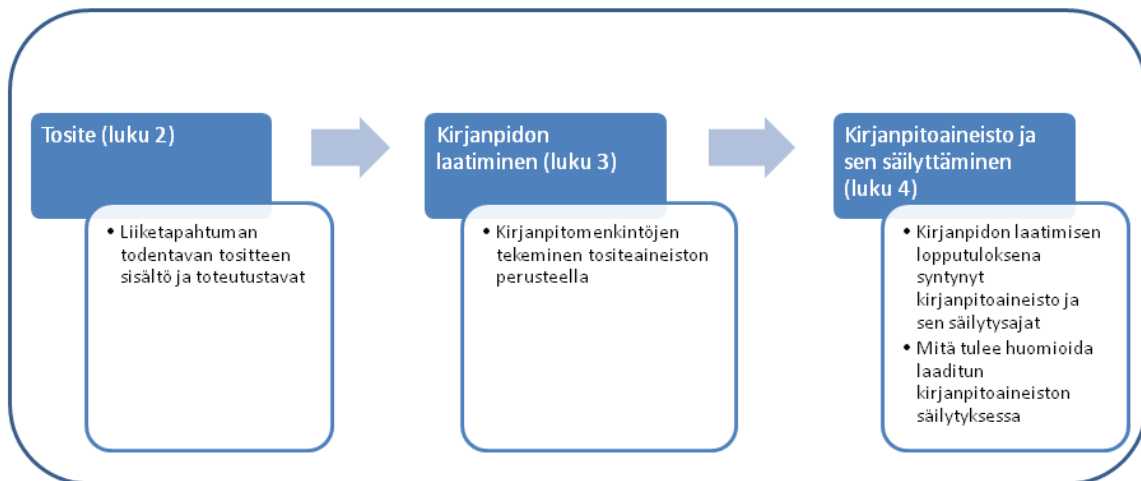 Tosite (luku 2)
• Liiketapahtuman
todentavan tositteen
sisältö ja toteutustavat
Kirjanpidon
laatiminen (luku 3)
• Kirjanpitomenkintöjen
tekeminen tositeaineiston
perusteella
Kirjanpitoaineisto ja
sen säilyttäminen
(luku 4)
• Kirjanpidon laatimisen
lopputuloksena
syntynyt
kirjanpitoaineisto ja
sen säilytysajat
• Mitä tulee huomioida
laaditun
kirjanpitoaineiston
säilytyksessa